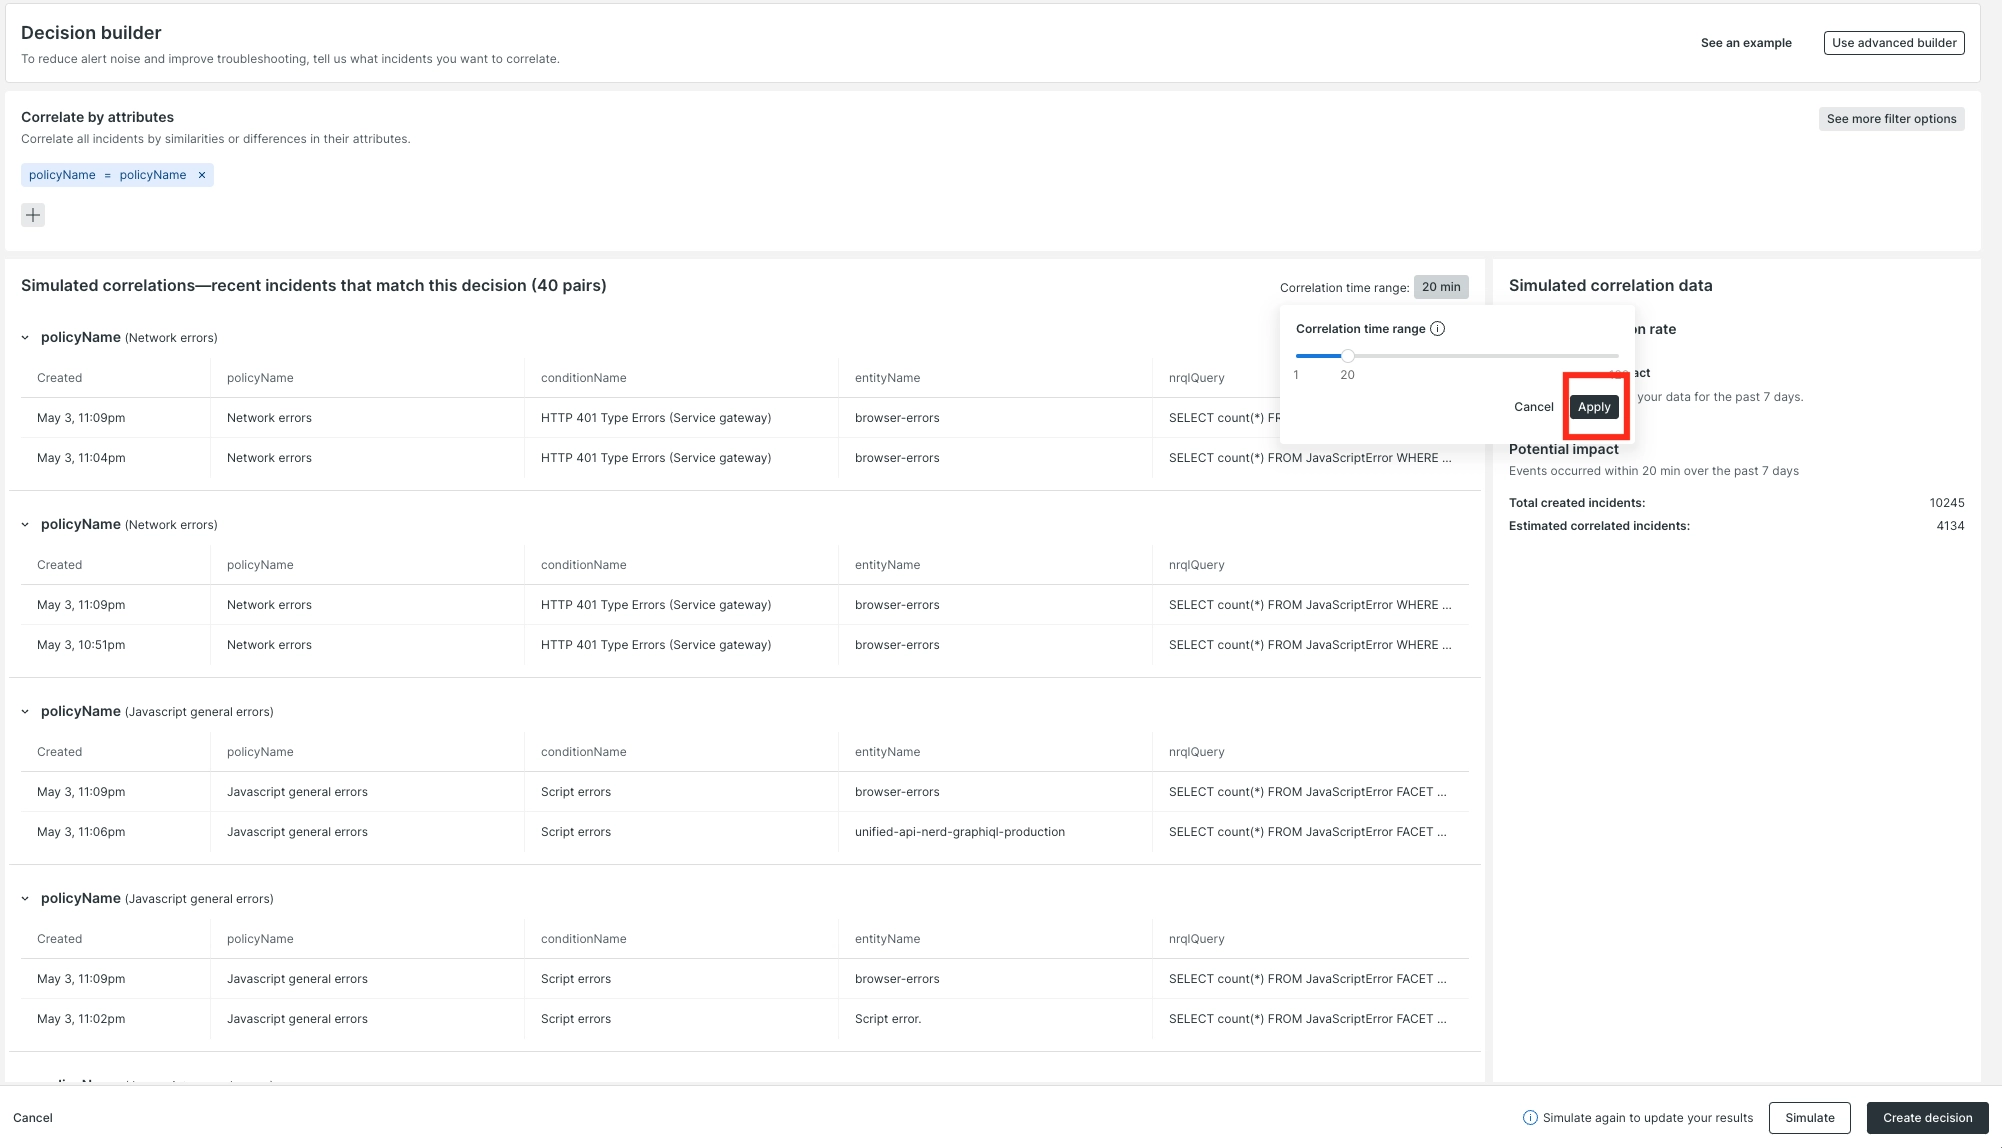 Decision builder
To reduce alert noise and improve troubleshooting, tell us what incidents you want to correlate.
See an example
Use advanced builder
Correlate by attributes
Correlate all incidents by similarities or differences in their attributes.
See more filter options
policyName = policyName ×
Simulated correlations—recent incidents that match this decision (40 pairs)
Correlation time range: 20 min
Correlation time range
1 20
Cancel Apply
policyName (Network errors)
Created policyName conditionName entityName nrqlQuery
May 3, 11:09pm Network errors HTTP 401 Type Errors (Service gateway) browser-errors SELECT count(*)
May 3, 11:04pm Network errors HTTP 401 Type Errors (Service gateway) browser-errors SELECT count(*) FROM JavaScriptError WHERE ...
policyName (Network errors)
Created policyName conditionName entityName nrqlQuery
May 3, 11:09pm Network errors HTTP 401 Type Errors (Service gateway) browser-errors SELECT count(*) FROM JavaScriptError WHERE ...
May 3, 10:51pm Network errors HTTP 401 Type Errors (Service gateway) browser-errors SELECT count(*) FROM JavaScriptError WHERE ...
policyName (Javascript general errors)
Created policyName conditionName entityName nrqlQuery
May 3, 11:09pm Javascript general errors Script errors browser-errors SELECT count(*) FROM JavaScriptError FACET ...
May 3, 11:06pm Javascript general errors Script errors unified-api-nerd-graphiql-production SELECT count(*) FROM JavaScriptError FACET ...
policyName (Javascript general errors)
Created policyName conditionName entityName nrqlQuery
May 3, 11:09pm Javascript general errors Script errors browser-errors SELECT count(*) FROM JavaScriptError FACET ...
May 3, 11:02pm Javascript general errors Script errors Script error. SELECT count(*) FROM JavaScriptError FACET ...
Simulated correlation data
rate
your data for the past 7 days.
Potential impact
Events occurred within 20 min over the past 7 days
Total created incidents: 10245
Estimated correlated incidents: 4134
Cancel
Simulate again to update your results
Simulate
Create decision